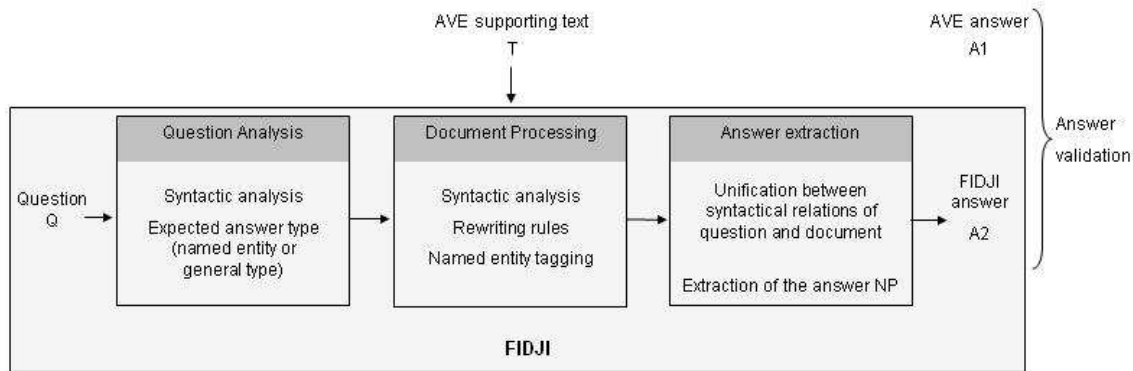 AVE supporting text
T
AVE answer
A1
Question Analysis
Document Processing
Answer extraction
Answer
validation
Question
Q
Syntactic analysis
Expected answer type
(named entity or
general type)
Syntactic analysis
Rewriting rules
Named entity tagging
Unification between
syntactical relations of
question and document
Extraction of the answer NP
FIDJI
answer
A2
FIDJI